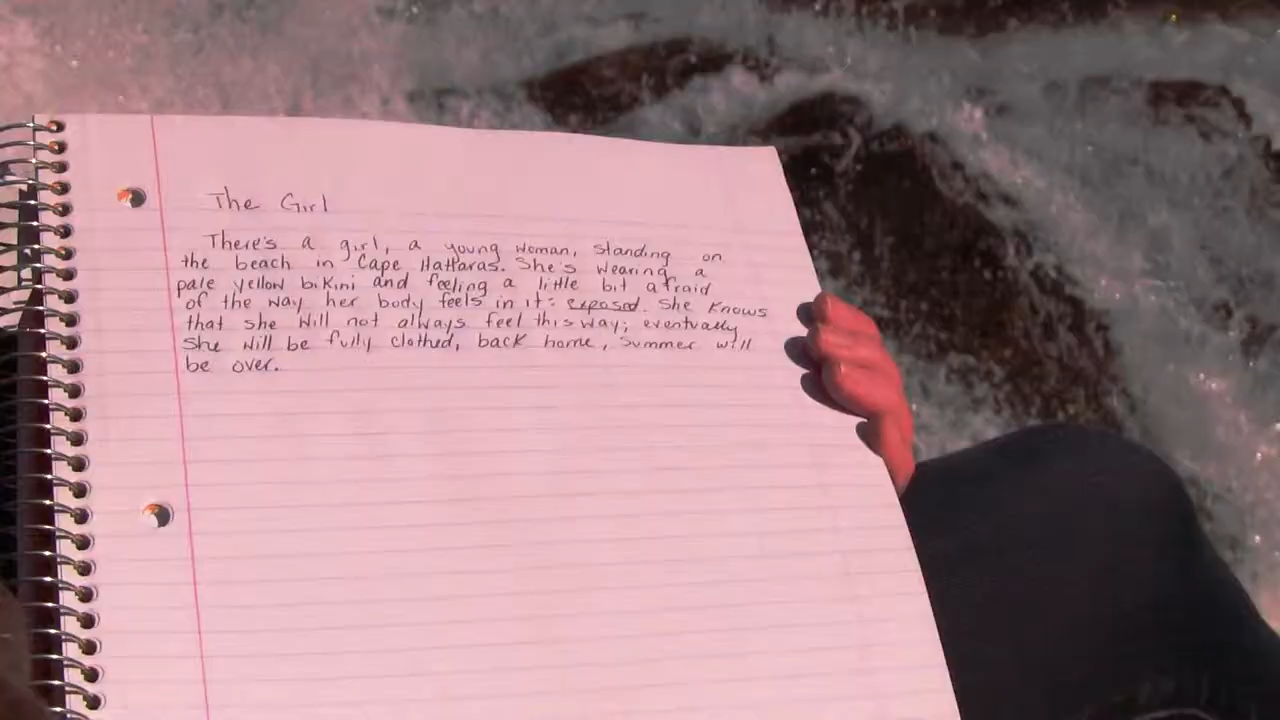 The Girl
There's a girl, a young woman, standing on
the beach in Cape Hattaras. She's wearing a
pale yellow bikini and feeling a little bit afraid
of the way her body feels in it: exposed. She knows
that she will not always feel this way; eventually
she will be fully clothed, back home, summer will
be over.